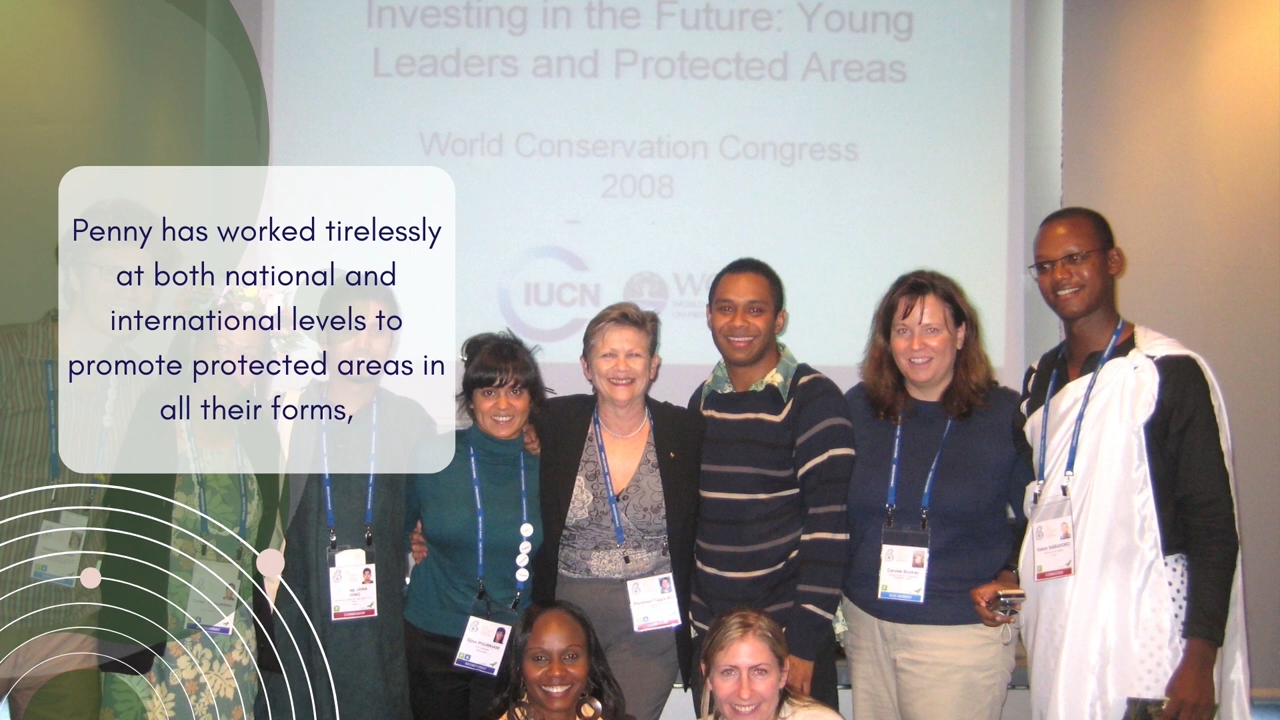 Investing in the Future: Young
Leaders and Protected Areas
World Conservation Congress
2008
IUCN
Penny has worked tirelessly
at both national and
international levels to
promote protected areas in
all their forms,